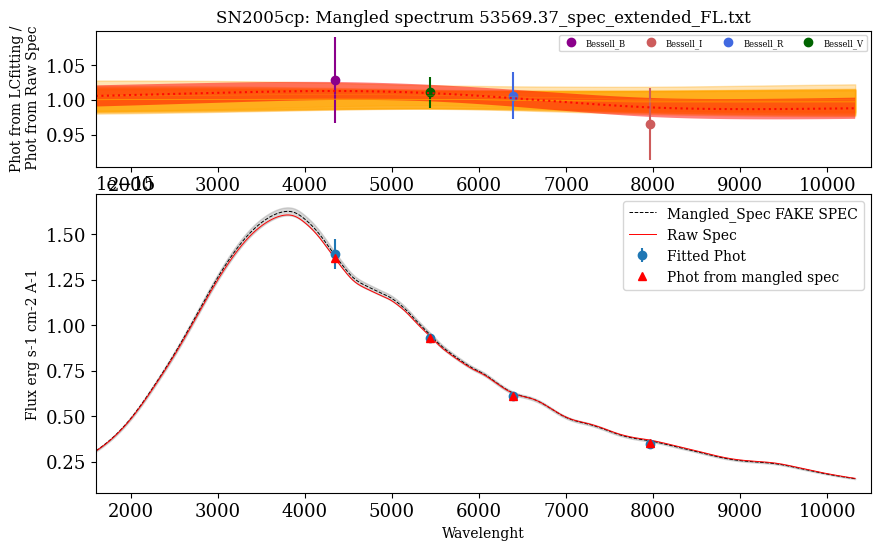 SN2005cp: Mangled spectrum 53569.37_spec_extended_FL.txt
Phot from LCfitting /
Phot from Raw Spec
1.05
1.00
0.95
Bessell_B Bessell_I Bessell_R Bessell_V
2000 3000 4000 5000 6000 7000 8000 9000 10000
Flux erg s-1 cm-2 A-1
1.50
1.25
1.00
0.75
0.50
0.25
Mangled_Spec FAKE SPEC
Raw Spec
Fitted Phot
Phot from mangled spec
2000 3000 4000 5000 6000 7000 8000 9000 10000
Wavelenght